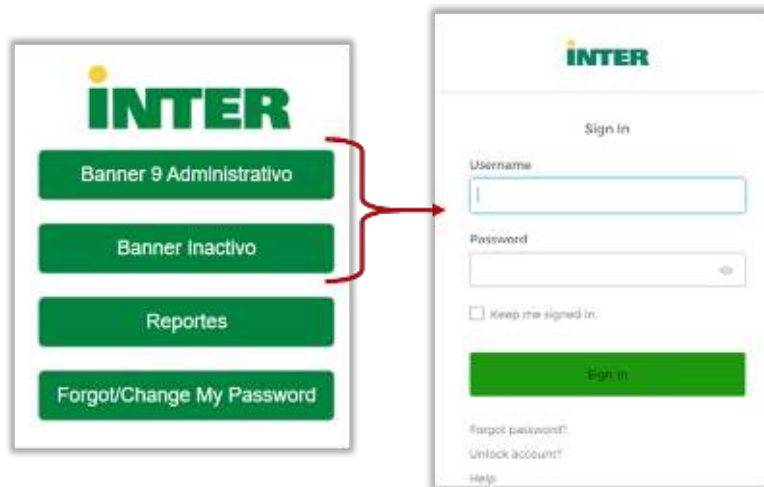 INTER
Banner 9 Administrativo
Banner Inactivo
Reportes
Forgot/Change My Password
INTER
Sign In
Username
Password
Keep me signed in
Sign In
Forgot password?
Unlock account?
Help